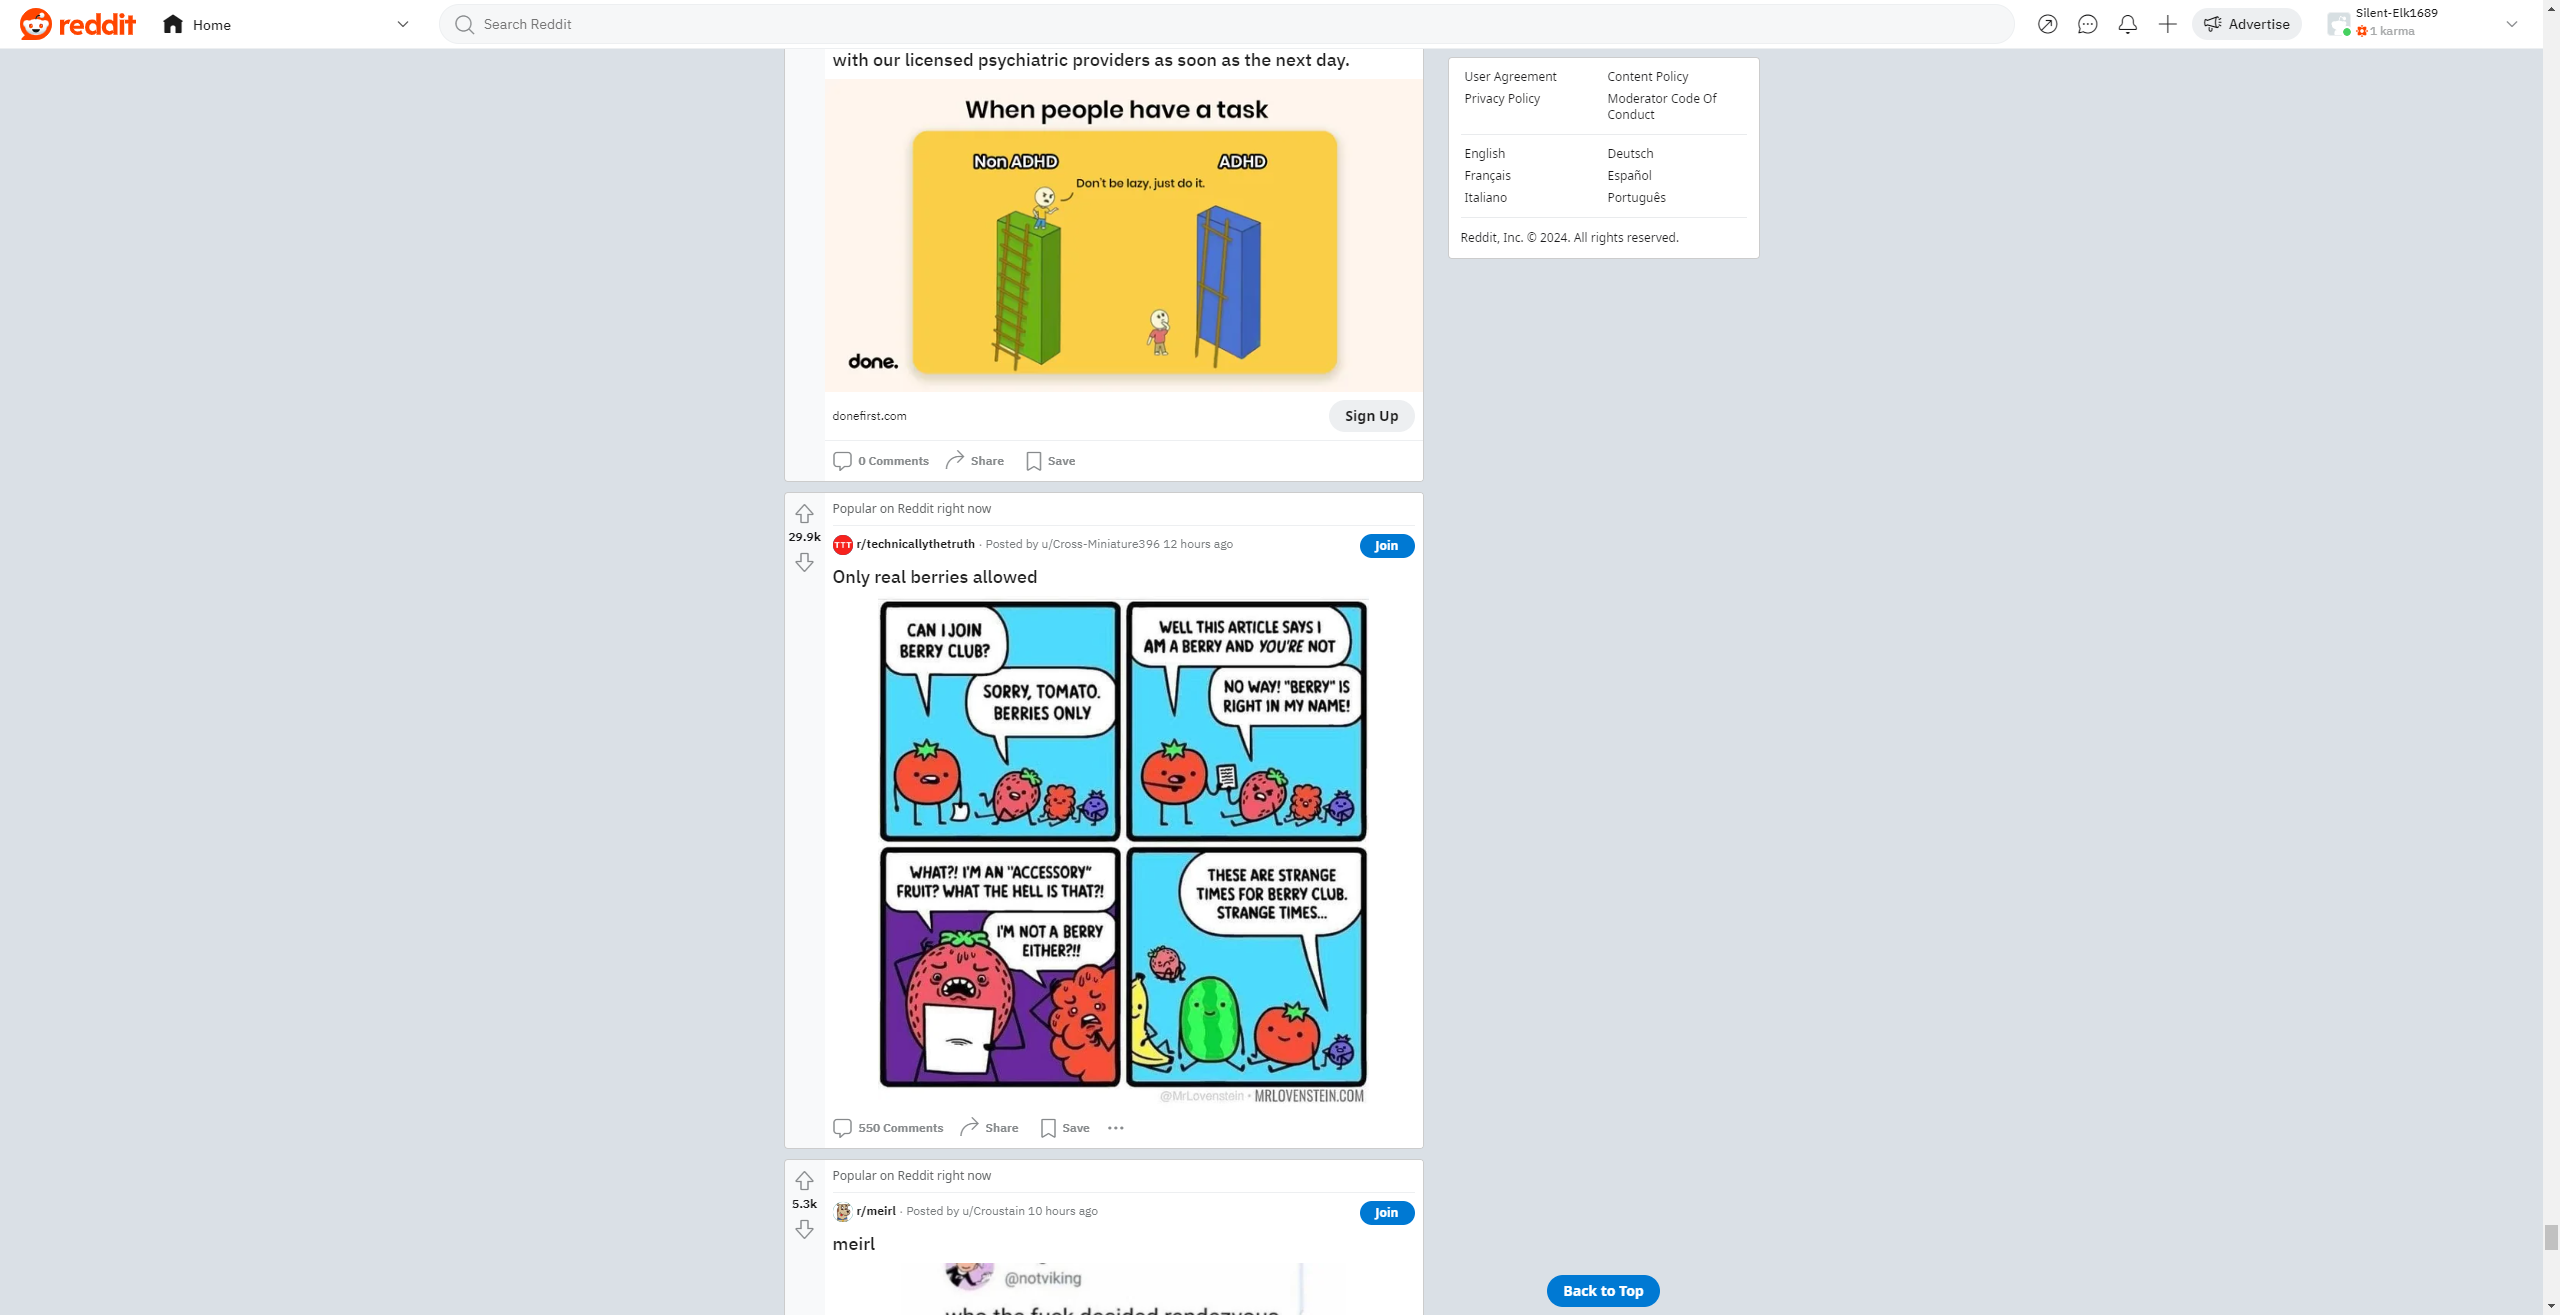 reddit
Home
Search Reddit
Advertise
Silent-Elk1689
1 karma
with our licensed psychiatric providers as soon as the next day.
When people have a task
Non ADHD
ADHD
Don't be lazy, just do it.
done.
donefirst.com
Sign Up
0 Comments
Share
Save
User Agreement
Content Policy
Privacy Policy
Moderator Code Of
Conduct
English
Deutsch
Français
Español
Italiano
Português
Reddit, Inc. © 2024. All rights reserved.
Popular on Reddit right now
29.9k
TTT
r/technicallythetruth · Posted by u/Cross-Miniature396 12 hours ago
Join
Only real berries allowed
CAN I JOIN
BERRY CLUB?
SORRY, TOMATO.
BERRIES ONLY
WELL THIS ARTICLE SAYS I
AM A BERRY AND YOU'RE NOT
NO WAY! "BERRY" IS
RIGHT IN MY NAME!
WHAT?! I'M AN "ACCESSORY"
FRUIT? WHAT THE HELL IS THAT?!
I'M NOT A BERRY
EITHER?!!
THESE ARE STRANGE
TIMES FOR BERRY CLUB.
STRANGE TIMES...
@MrLovenstein • MRLOVENSTEIN.COM
550 Comments
Share
Save
Popular on Reddit right now
5.3k
r/meirl · Posted by u/Croustain 10 hours ago
Join
meirl
@notviking
who the fuck decided rendezvous
Back to Top